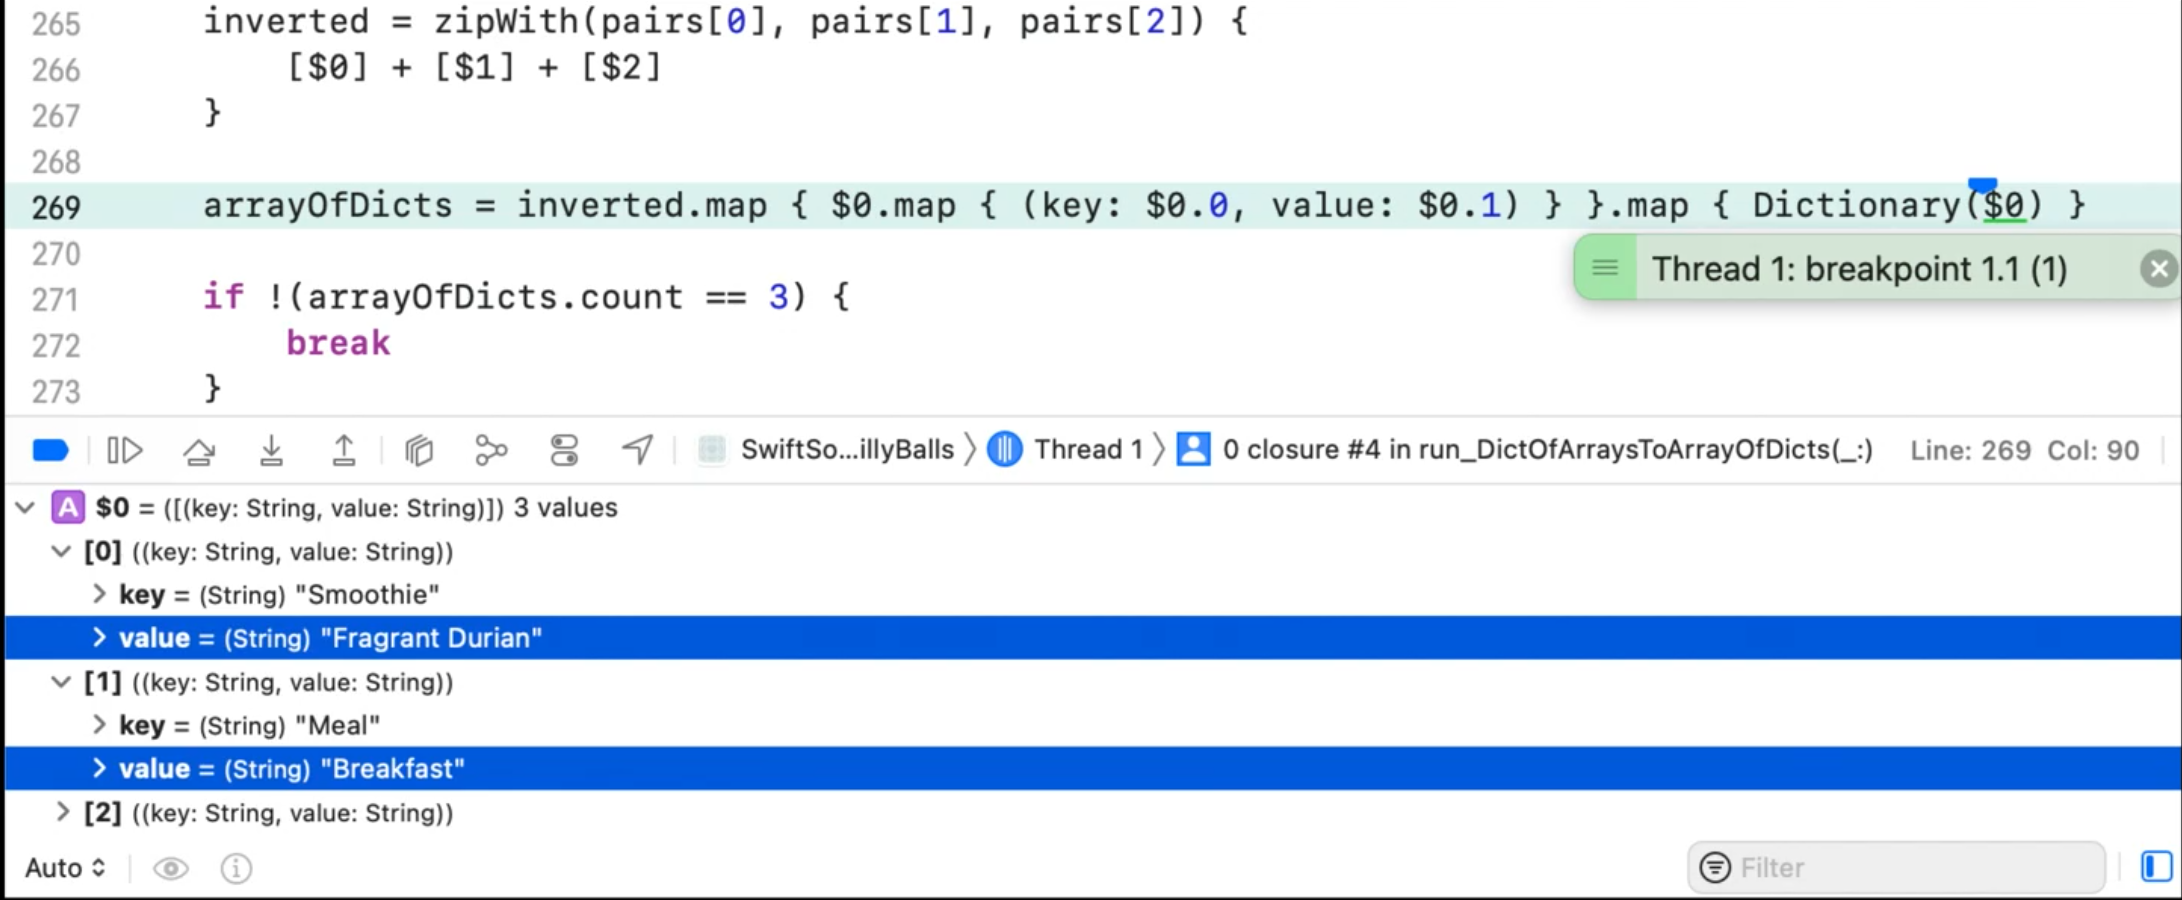 265 inverted = zipWith(pairs[0], pairs[1], pairs[2]) {
266 [$0] + [$1] + [$2]
267 }
268
269 arrayOfDicts = inverted.map { $0.map { (key: $0.0, value: $0.1) } }.map { Dictionary($0) }
270
Thread 1: breakpoint 1.1 (1)
271 if !(arrayOfDicts.count == 3) {
272 break
273 }
SwiftSo...illyBalls Thread 1 0 closure #4 in run_DictOfArraysToArrayOfDicts(_:) Line: 269 Col: 90
A $0 = ([(key: String, value: String)]) 3 values
[0] ((key: String, value: String))
key = (String) "Smoothie"
value = (String) "Fragrant Durian"
[1] ((key: String, value: String))
key = (String) "Meal"
value = (String) "Breakfast"
[2] ((key: String, value: String))
Auto Filter